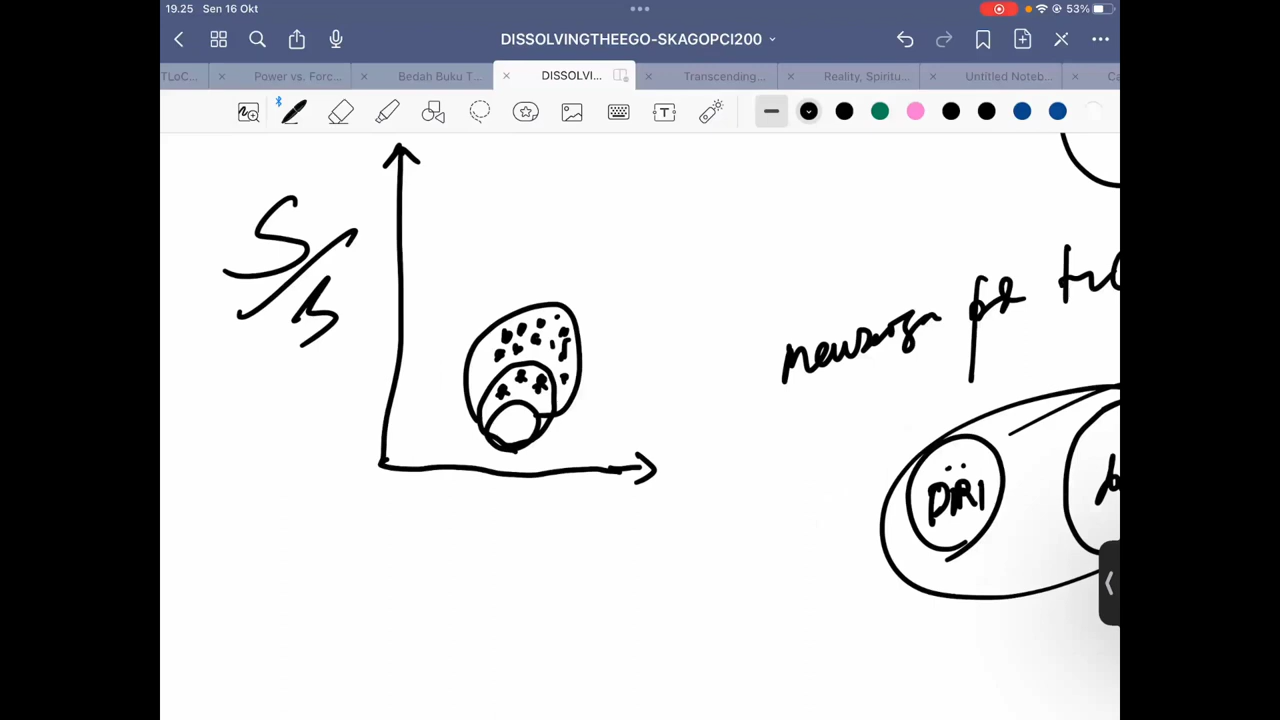 19.25 Sen 16 Okt
53%
DISSOLVINGTHEEGO-SKAGOPCI200
TLoC...
Power vs. Forc...
Bedah Buku T...
DISSOLVI...
Transcending...
Reality, Spiritu...
Untitled Noteb...
Ca
T
S/B
DIRI